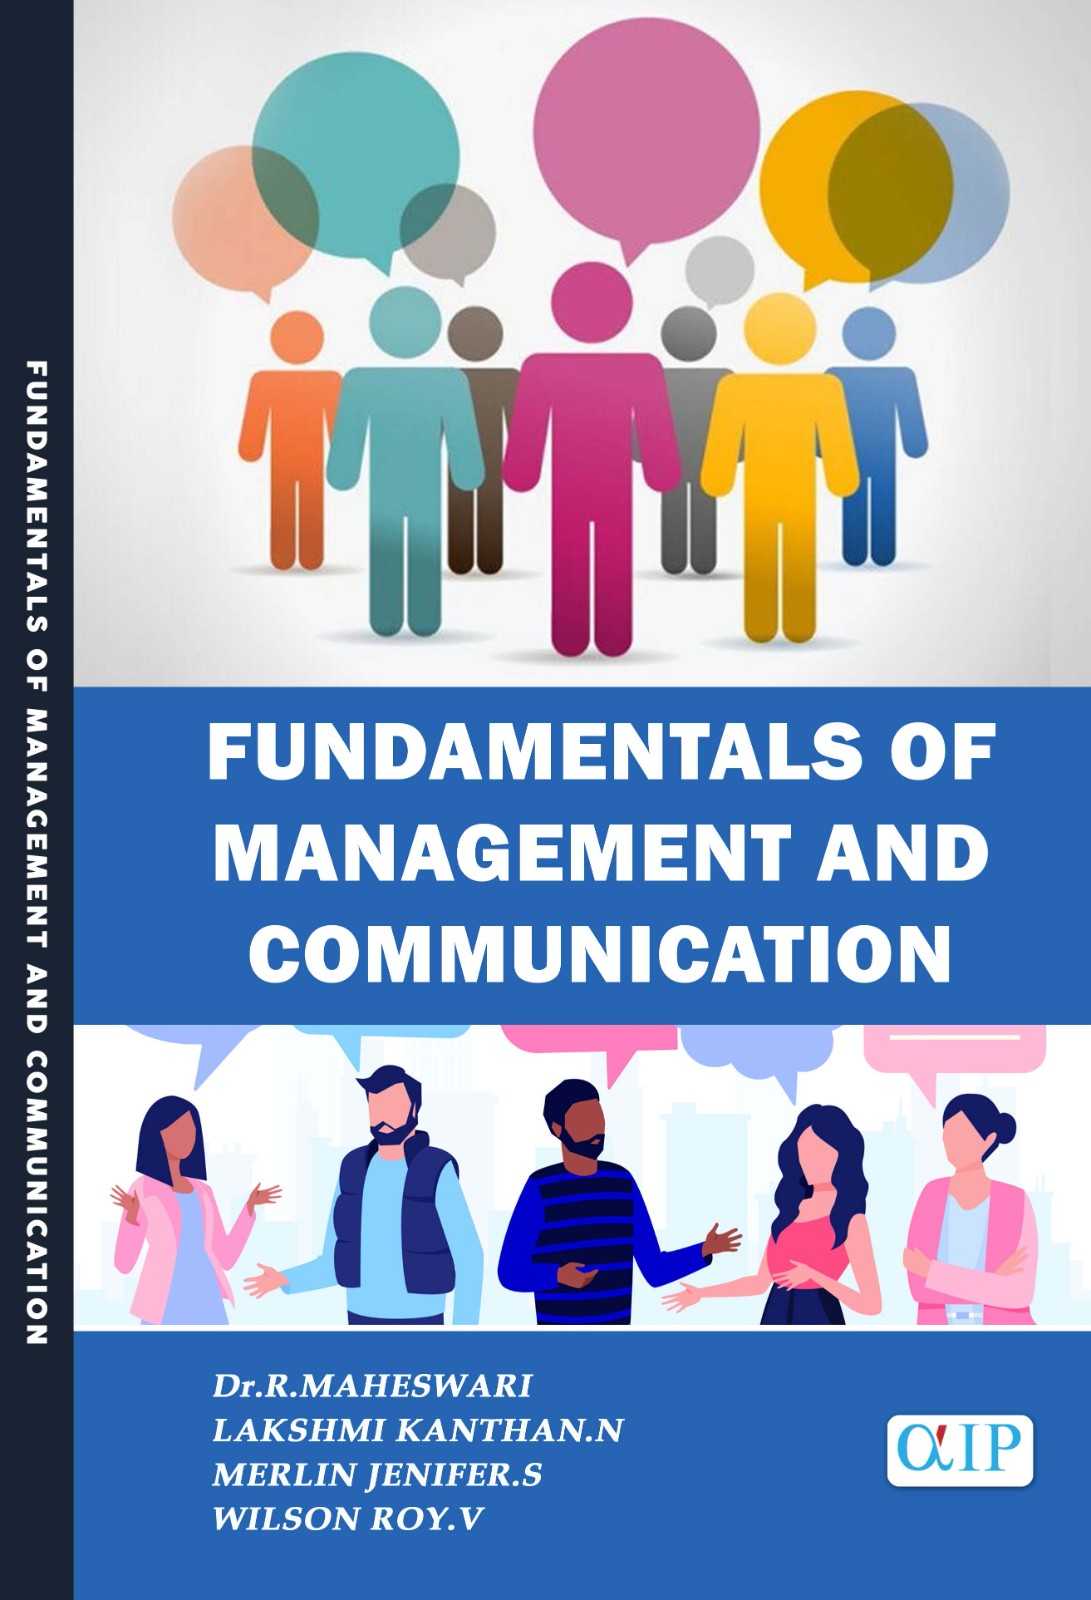 FUNDAMENTALS OF MANAGEMENT AND COMMUNICATION
FUNDAMENTALS OF
MANAGEMENT AND
COMMUNICATION
Dr.R.MAHESWARI
LAKSHMI KANTHAN.N
MERLIN JENIFER.S
WILSON ROY.V
αIP